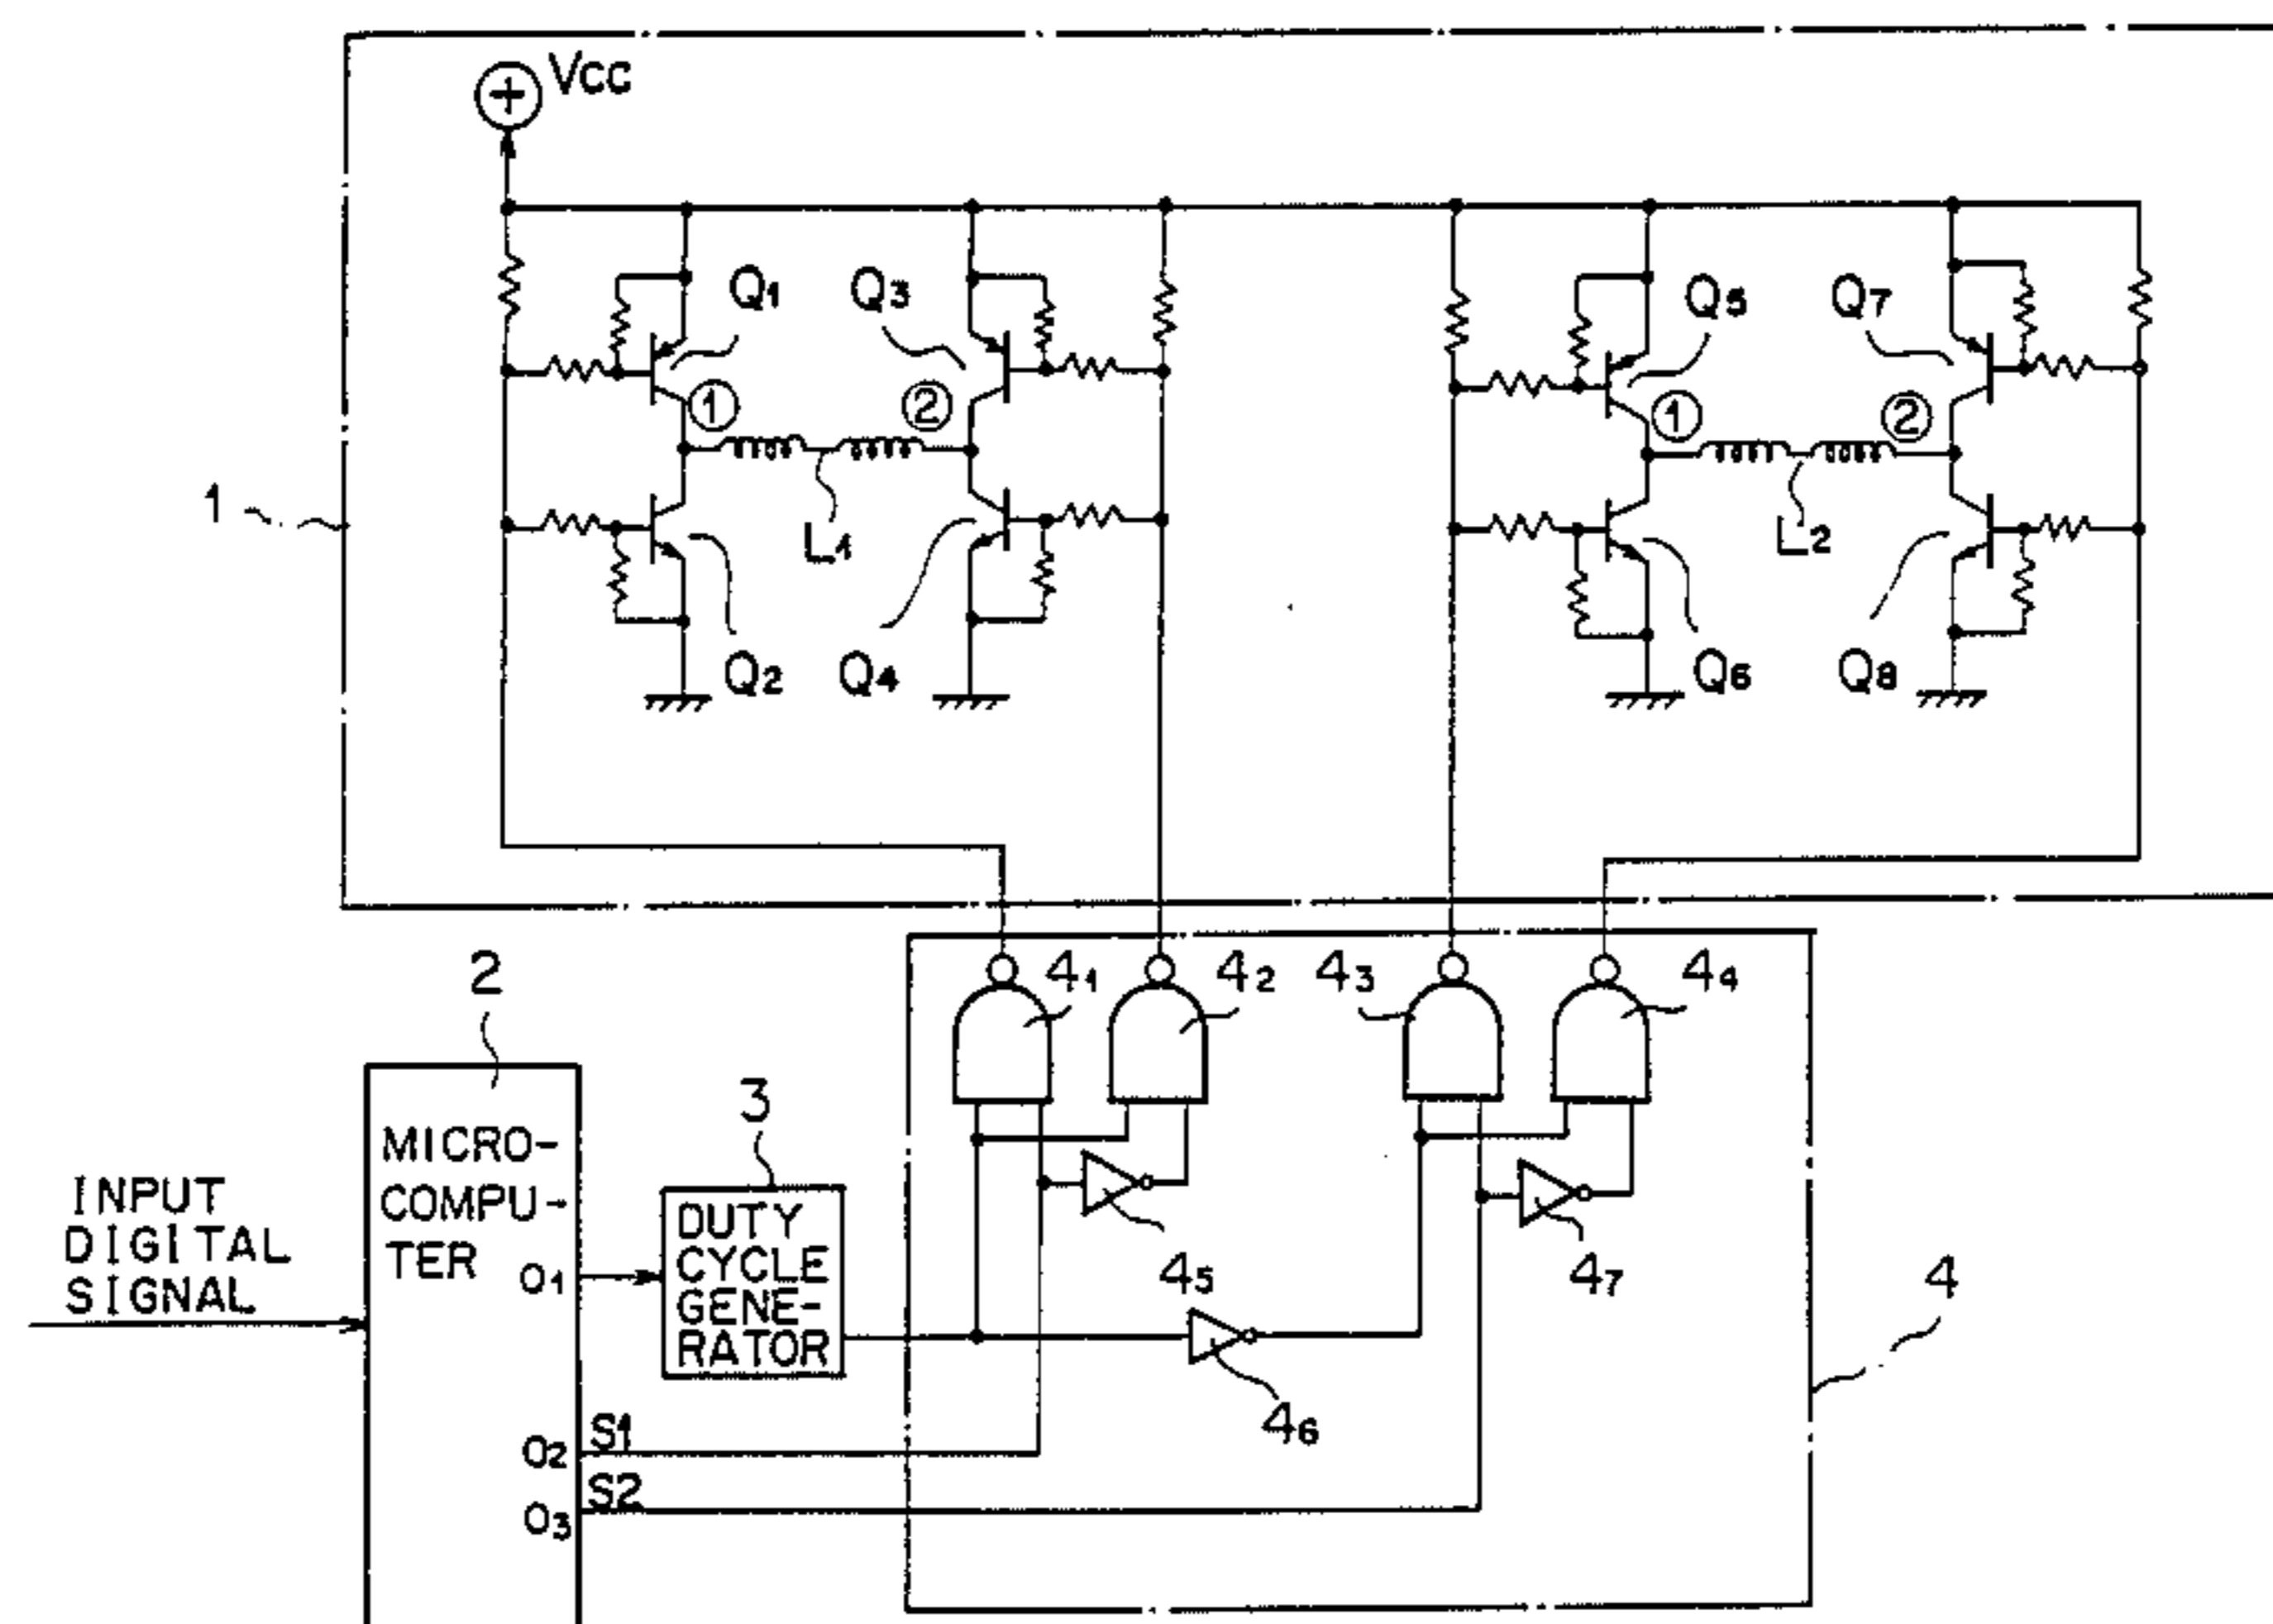 VCC
Q1
Q3
Q5
Q7
①
②
①
②
1
L1
L2
Q2
Q4
Q6
Q8
2
41
42
43
44
3
MICRO-
COMPU-
TER
INPUT
DIGITAL
SIGNAL
DUTY
CYCLE
GENE-
RATOR
O1
45
47
4
46
O2
S1
O3
S2